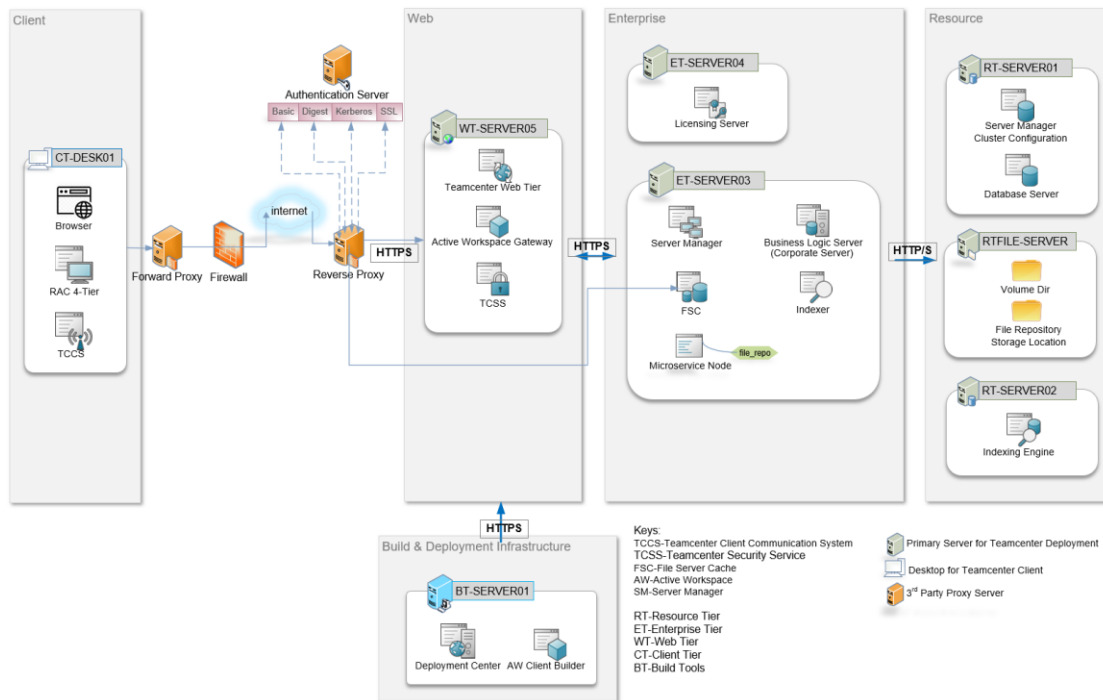 Client
CT-DESK01
Browser
RAC 4-Tier
TCCS
Forward Proxy
Firewall
internet
Authentication Server
Basic Digest Kerberos SSL
Reverse Proxy
HTTPS
Web
WT-SERVER05
Teamcenter Web Tier
Active Workspace Gateway
TCSS
HTTPS
Enterprise
ET-SERVER04
Licensing Server
ET-SERVER03
Server Manager
Business Logic Server
(Corporate Server)
FSC
Indexer
Microservice Node
file_repo
HTTP/S
Resource
RT-SERVER01
Server Manager
Cluster Configuration
Database Server
RTFILE-SERVER
Volume Dir
File Repository
Storage Location
RT-SERVER02
Indexing Engine
HTTPS
Build & Deployment Infrastructure
BT-SERVER01
Deployment Center
AW Client Builder
Keys:
TCCS-Teamcenter Client Communication System
TCSS-Teamcenter Security Service
FSC-File Server Cache
AW-Active Workspace
SM-Server Manager
RT-Resource Tier
ET-Enterprise Tier
WT-Web Tier
CT-Client Tier
BT-Build Tools
Primary Server for Teamcenter Deployment
Desktop for Teamcenter Client
3rd Party Proxy Server